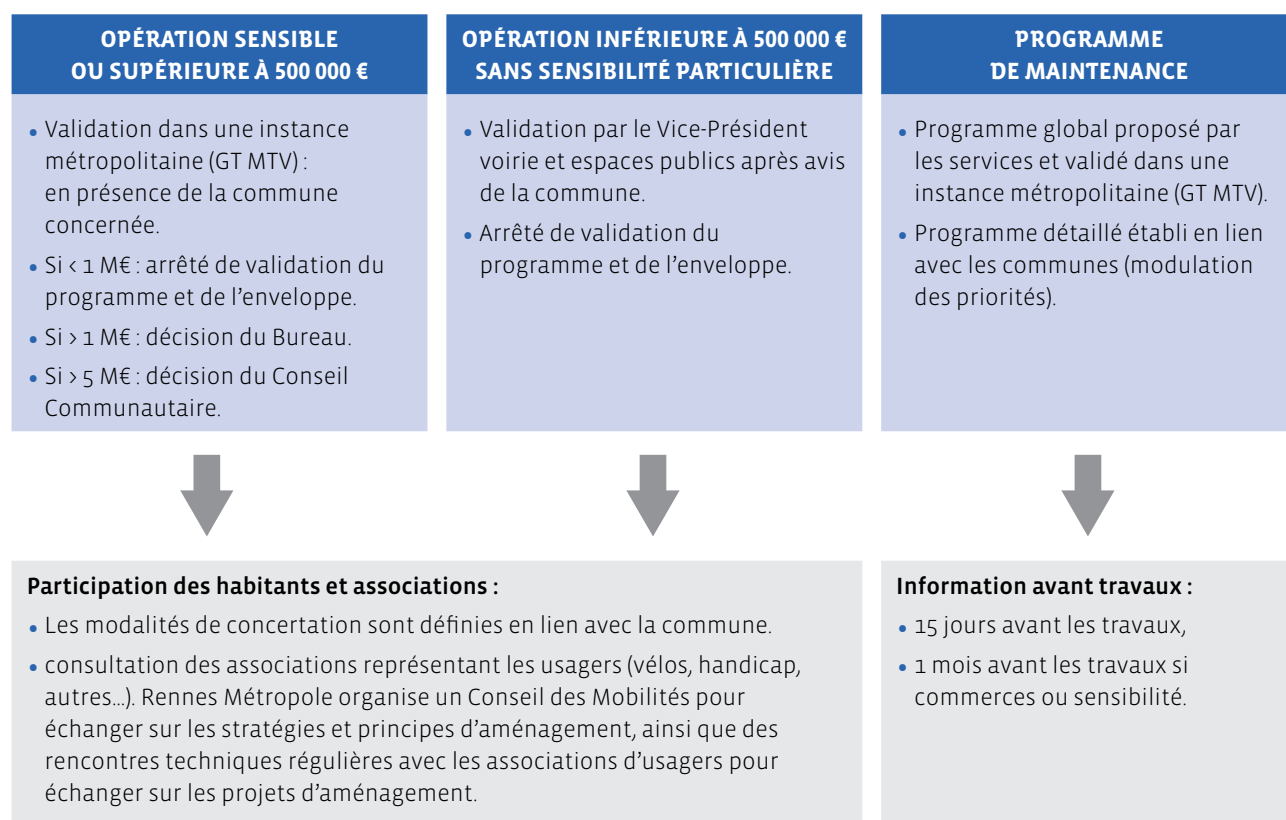 OPÉRATION SENSIBLE
OU SUPÉRIEURE À 500 000 €
• Validation dans une instance
métropolitaine (GT MTV) :
en présence de la commune
concernée.
• Si < 1 M€ : arrêté de validation du
programme et de l’enveloppe.
• Si > 1 M€ : décision du Bureau.
• Si > 5 M€ : décision du Conseil
Communautaire.
OPÉRATION INFÉRIEURE À 500 000 €
SANS SENSIBILITÉ PARTICULIÈRE
• Validation par le Vice-Président
voirie et espaces publics après avis
de la commune.
• Arrêté de validation du
programme et de l’enveloppe.
PROGRAMME
DE MAINTENANCE
• Programme global proposé par
les services et validé dans une
instance métropolitaine (GT MTV).
• Programme détaillé établi en lien
avec les communes (modulation
des priorités).
Participation des habitants et associations :
• Les modalités de concertation sont définies en lien avec la commune.
• consultation des associations représentant les usagers (vélos, handicap,
autres…). Rennes Métropole organise un Conseil des Mobilités pour
échanger sur les stratégies et principes d’aménagement, ainsi que des
rencontres techniques régulières avec les associations d’usagers pour
échanger sur les projets d’aménagement.
Information avant travaux :
• 15 jours avant les travaux,
• 1 mois avant les travaux si
commerces ou sensibilité.